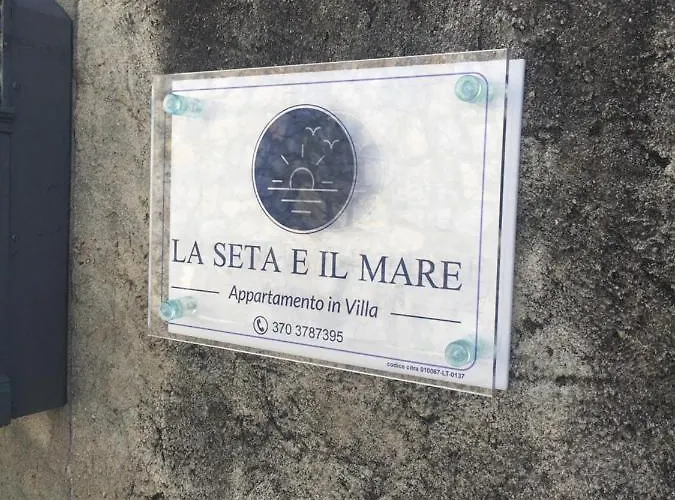 LA SETA E IL MARE
Appartamento in Villa
370 3787395
codice citra 010067-LT-0137